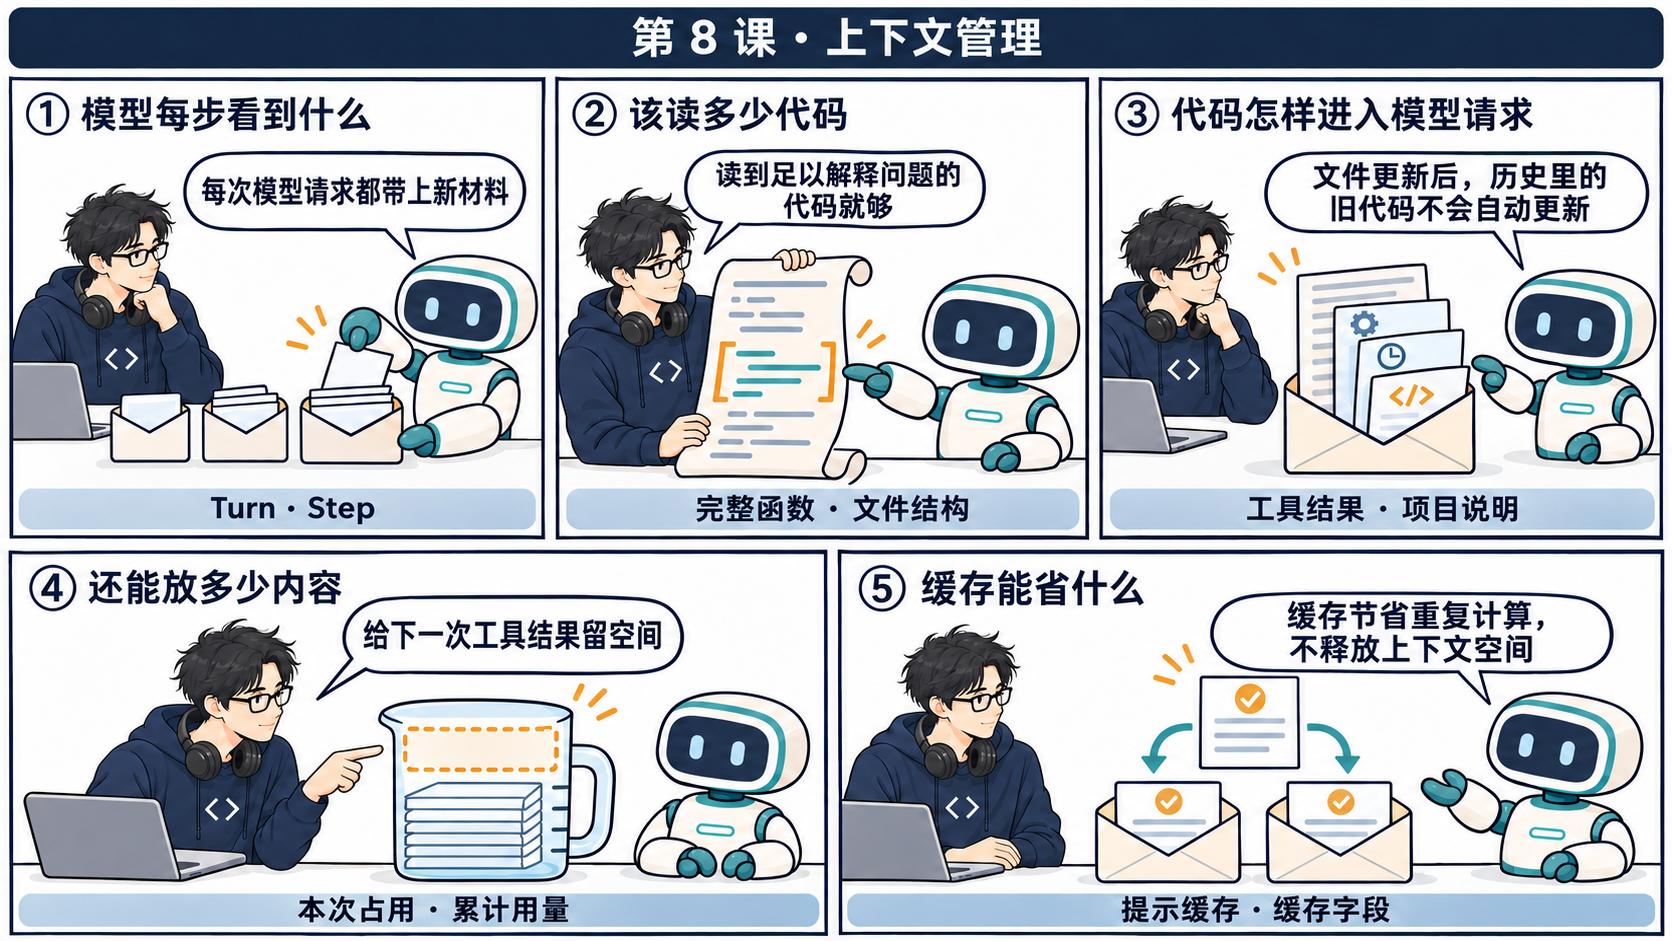 第 8 课 · 上下文管理
① 模型每步看到什么
每次模型请求都带上新材料
< >
Turn · Step
② 该读多少代码
读到足以解释问题的
代码就够
< >
完整函数 · 文件结构
③ 代码怎样进入模型请求
文件更新后，历史里的
旧代码不会自动更新
< >
</>
工具结果 · 项目说明
④ 还能放多少内容
给下一次工具结果留空间
< >
本次占用 · 累计用量
⑤ 缓存能省什么
缓存节省重复计算，
不释放上下文空间
< >
提示缓存 · 缓存字段